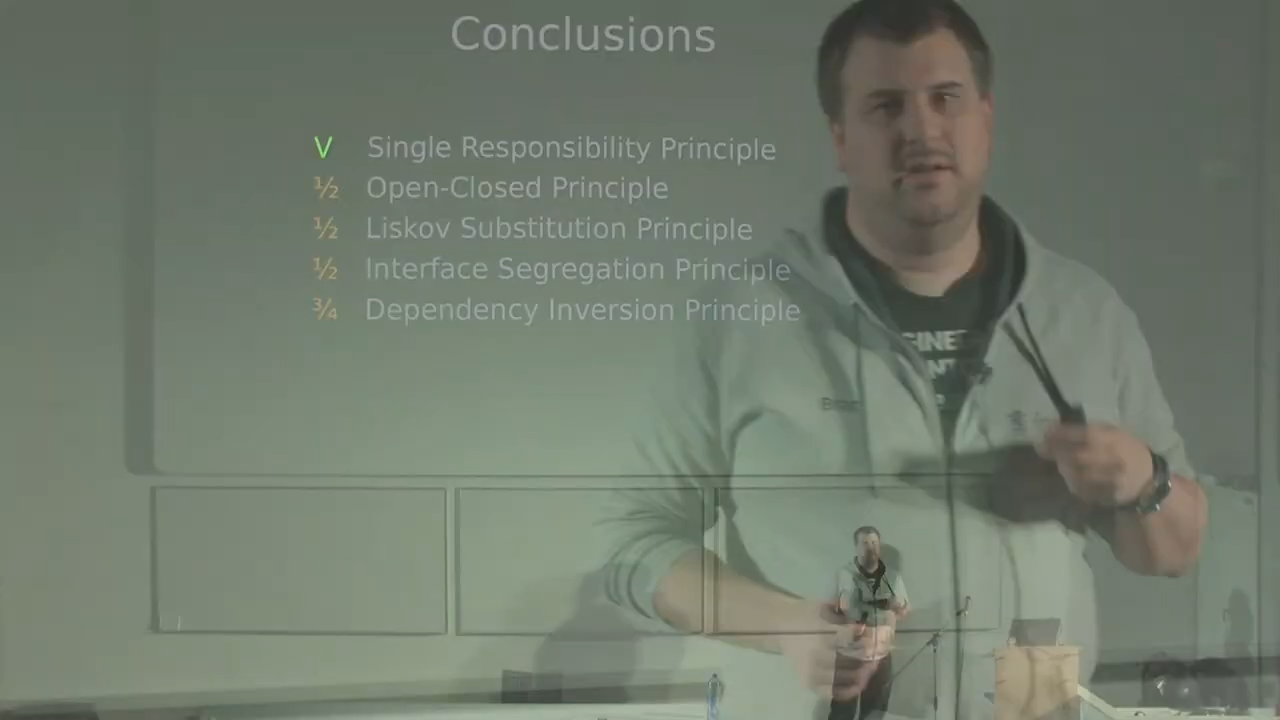 Conclusions
V Single Responsibility Principle
½ Open-Closed Principle
½ Liskov Substitution Principle
½ Interface Segregation Principle
¾ Dependency Inversion Principle